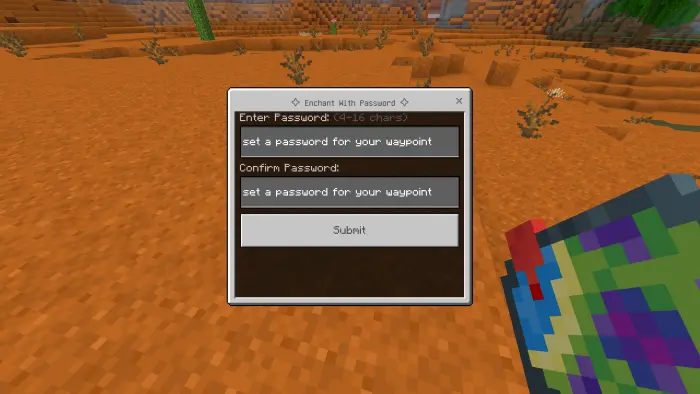 ✧ Enchant With Password ✧
Enter Password: (4-16 chars)
set a password for your waypoint
Confirm Password:
set a password for your waypoint
Submit